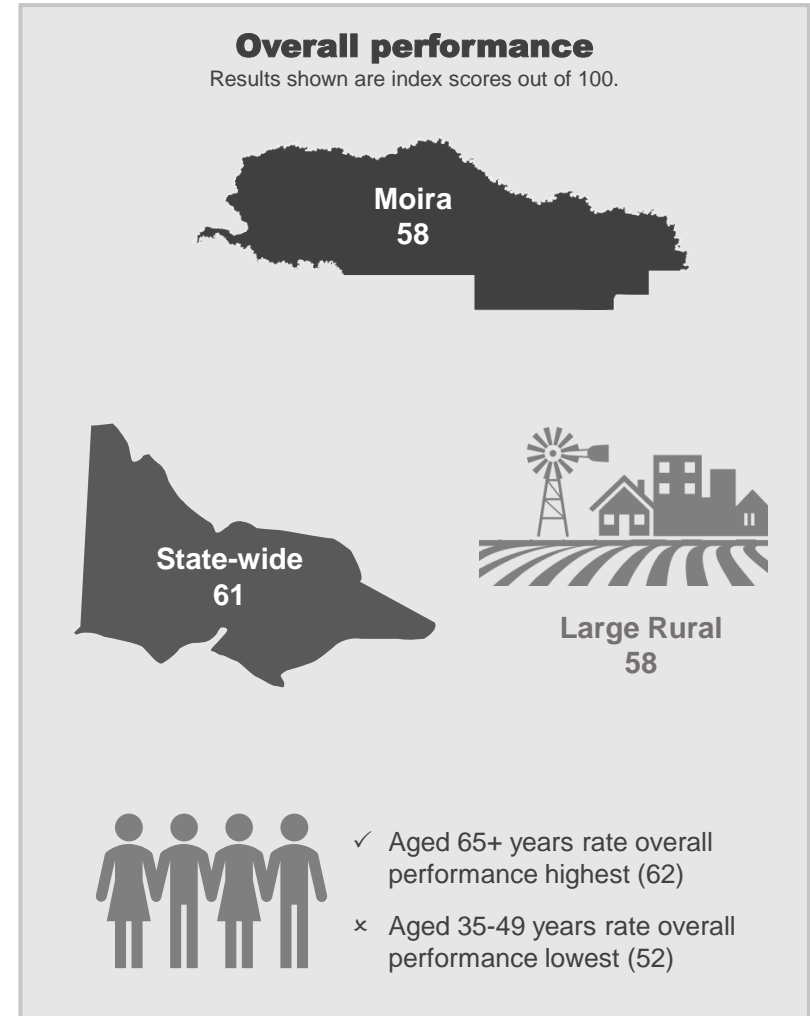 Overall performance
Results shown are index scores out of 100.
Moira
58
State-wide
61
Large Rural
58
✓ Aged 65+ years rate overall
performance highest (62)
× Aged 35-49 years rate overall
performance lowest (52)